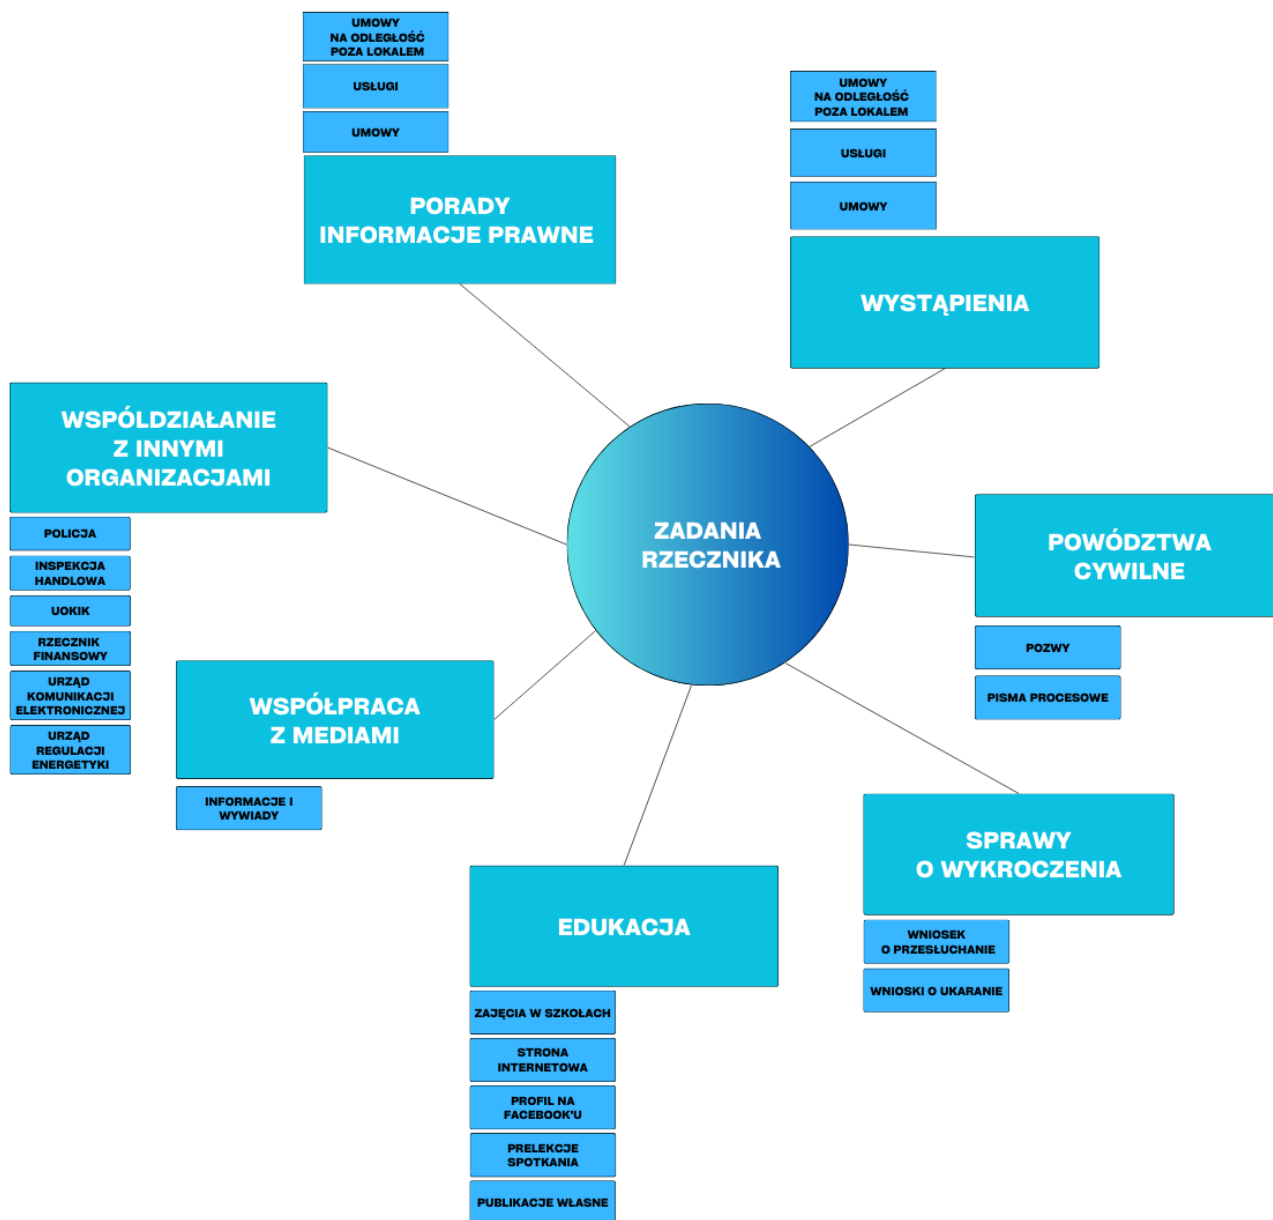 UMOWY
NA ODLEGŁOŚĆ
POZA LOKALEM
USŁUGI
UMOWY
PORADY
INFORMACJE PRAWNE
UMOWY
NA ODLEGŁOŚĆ
POZA LOKALEM
USŁUGI
UMOWY
WYSTĄPIENIA
WSPÓLDZIAŁANIE
Z INNYMI
ORGANIZACJAMI
POLICJA
INSPEKCJA
HANDLOWA
UOKIK
RZECZNIK
FINANSOWY
URZĄD
KOMUNIKACJI
ELEKTRONICZNEJ
URZĄD
REGULACJI
ENERGETYKI
ZADANIA
RZECZNIKA
POWÓDZTWA
CYWILNE
POZWY
PISMA PROCESOWE
WSPÓŁPRACA
Z MEDIAMI
INFORMACJE I
WYWIADY
SPRAWY
O WYKROCZENIA
WNIOSEK
O PRZESŁUCHANIE
WNIOSKI O UKARANIE
EDUKACJA
ZAJĘCIA W SZKOŁACH
STRONA
INTERNETOWA
PROFIL NA
FACEBOOK'U
PRELEKCJE
SPOTKANIA
PUBLIKACJE WŁASNE